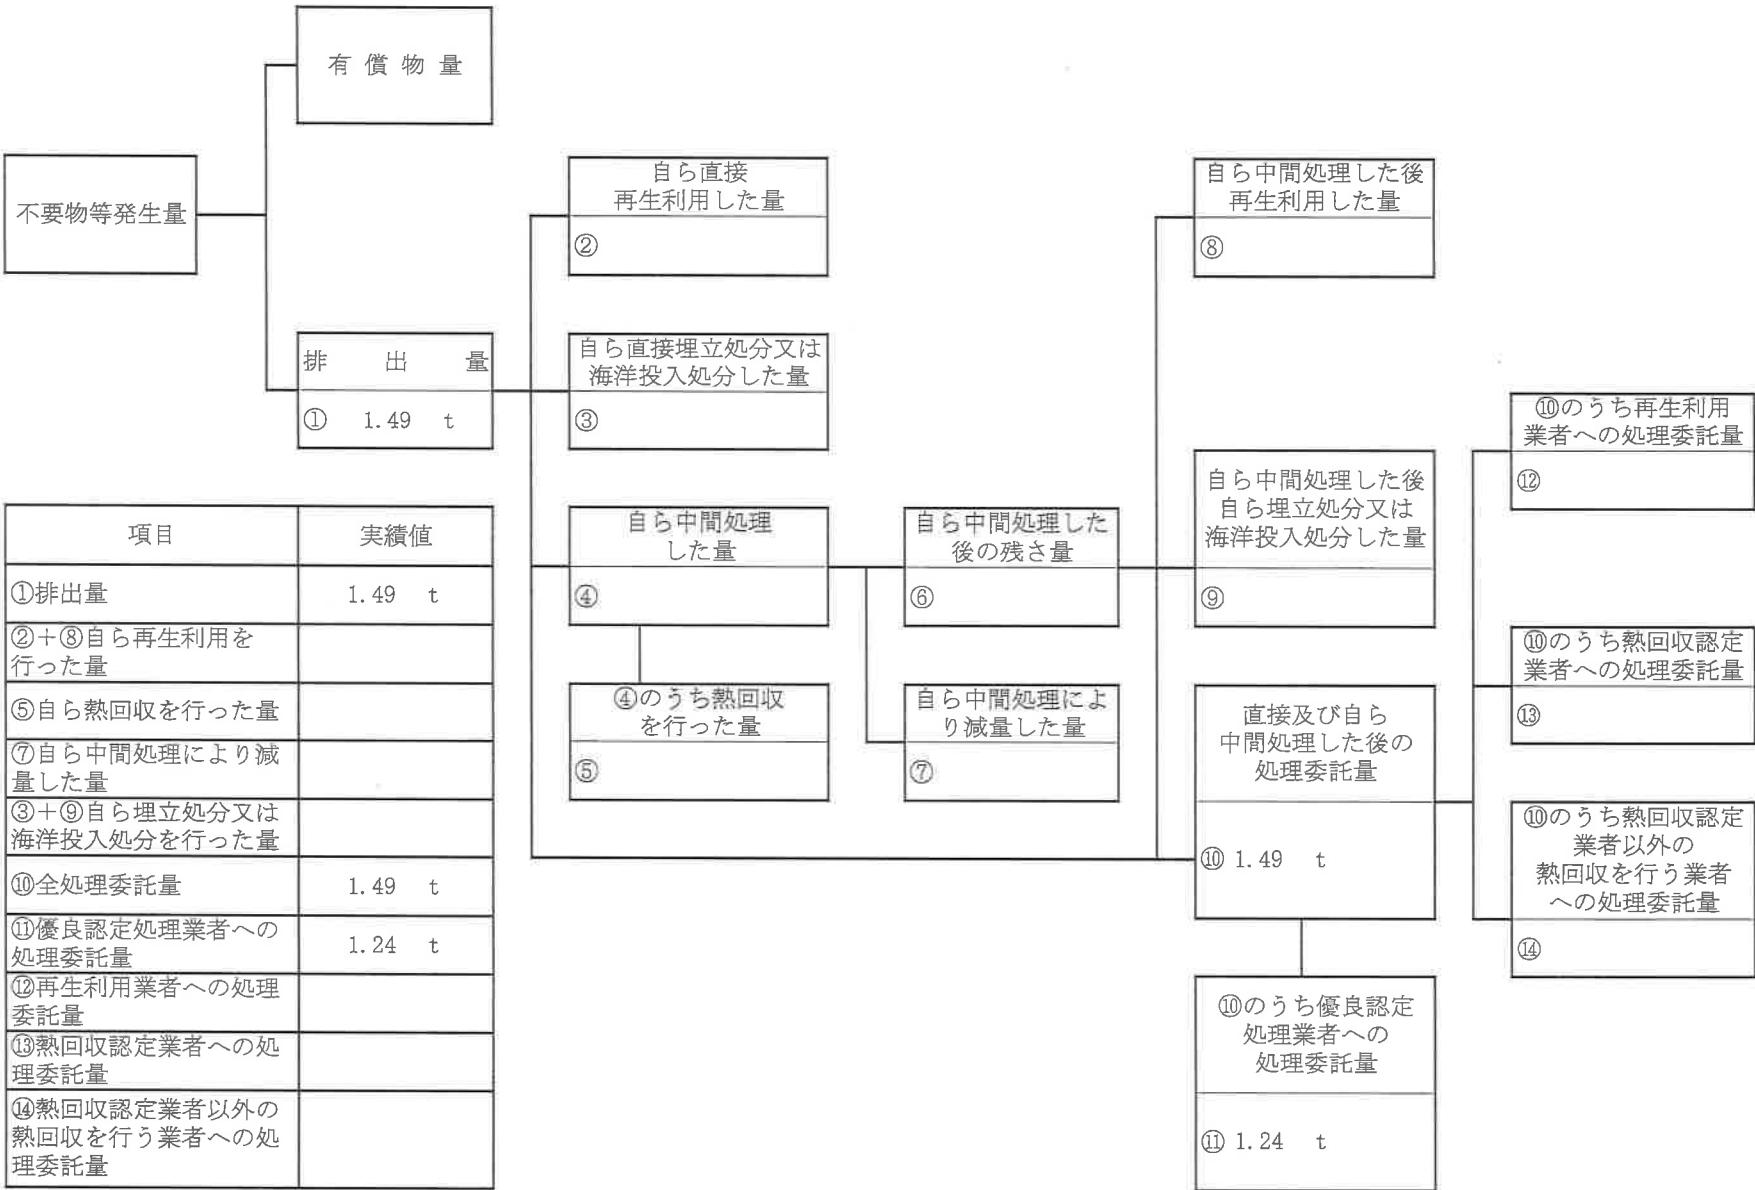 有償物量
不要物等発生量
排出量
① 1.49 t
自ら直接
再生利用した量
②
自ら直接埋立処分又は
海洋投入処分した量
③
自ら中間処理
した量
④
④のうち熱回収
を行った量
⑤
自ら中間処理した
後の残さ量
⑥
自ら中間処理によ
り減量した量
⑦
自ら中間処理した後
再生利用した量
⑧
自ら中間処理した後
自ら埋立処分又は
海洋投入処分した量
⑨
直接及び自ら
中間処理した後の
処理委託量
⑩ 1.49 t
⑩のうち優良認定
処理業者への
処理委託量
⑪ 1.24 t
⑩のうち再生利用
業者への処理委託量
⑫
⑩のうち熱回収認定
業者への処理委託量
⑬
⑩のうち熱回収認定
業者以外の
熱回収を行う業者
への処理委託量
⑭
項目 実績値
①排出量 1.49 t
②+⑧自ら再生利用を
行った量
⑤自ら熱回収を行った量
⑦自ら中間処理により減
量した量
③+⑨自ら埋立処分又は
海洋投入処分を行った量
⑩全処理委託量 1.49 t
⑪優良認定処理業者への
処理委託量 1.24 t
⑫再生利用業者への処理
委託量
⑬熱回収認定業者への処
理委託量
⑭熱回収認定業者以外の
熱回収を行う業者への処
理委託量